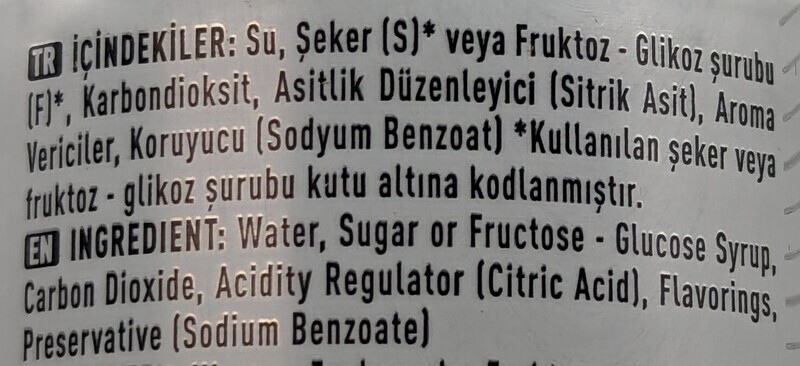 TR İÇİNDEKİLER: Su, Şeker (S)* veya Fruktoz - Glikoz şurubu
(F)*, Karbondioksit, Asitlik Düzenleyici (Sitrik Asit), Aroma
Vericiler, Koruyucu (Sodyum Benzoat) *Kullanılan şeker veya
fruktoz - glikoz şurubu kutu altına kodlanmıştır.
EN INGREDIENT: Water, Sugar or Fructose - Glucose Syrup,
Carbon Dioxide, Acidity Regulator (Citric Acid), Flavorings,
Preservative (Sodium Benzoate)